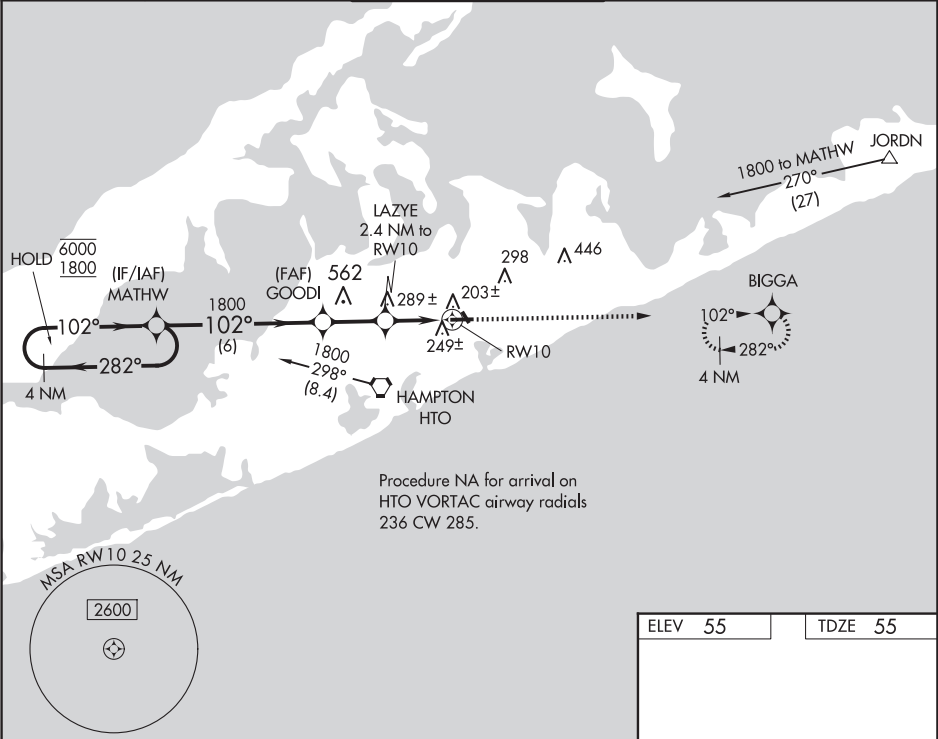 JORDN
1800 to MATHW
270°
(27)
LAZYE
2.4 NM to
RW10
HOLD
6000
1800
(IF/IAF)
MATHW
(FAF)
GOODI
562
298
446
289±
203±
249±
BIGGA
102°
282°
4 NM
1800
102°
(6)
102°
282°
4 NM
RW10
1800
298°
(8.4)
HAMPTON
HTO
Procedure NA for arrival on
HTO VORTAC airway radials
236 CW 285.
MSA RW10 25 NM
2600
ELEV 55
TDZE 55